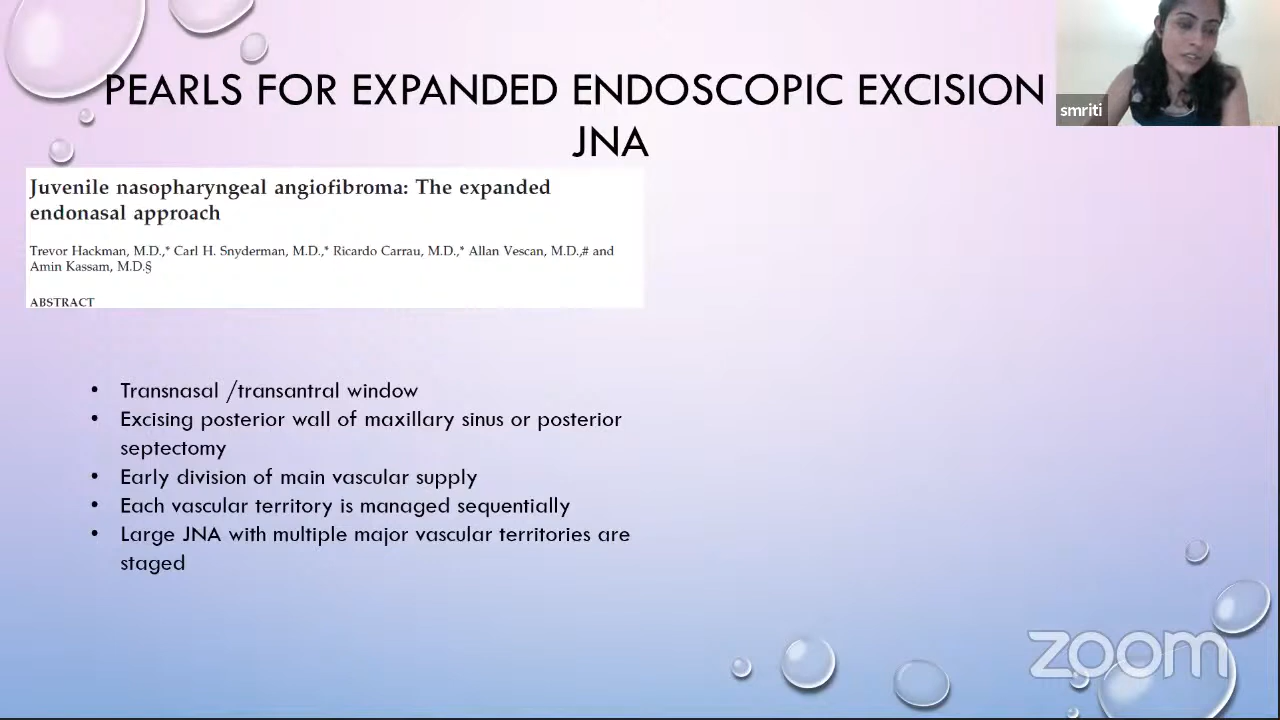 PEARLS FOR EXPANDED ENDOSCOPIC EXCISION
JNA
smriti
Juvenile nasopharyngeal angiofibroma: The expanded
endonasal approach
Trevor Hackman, M.D.,* Carl H. Snyderman, M.D.,* Ricardo Carrau, M.D.,* Allan Vescan, M.D.,# and
Amin Kassam, M.D.§
ABSTRACT
• Transnasal /transantral window
• Excising posterior wall of maxillary sinus or posterior
septectomy
• Early division of main vascular supply
• Each vascular territory is managed sequentially
• Large JNA with multiple major vascular territories are
staged
zoom